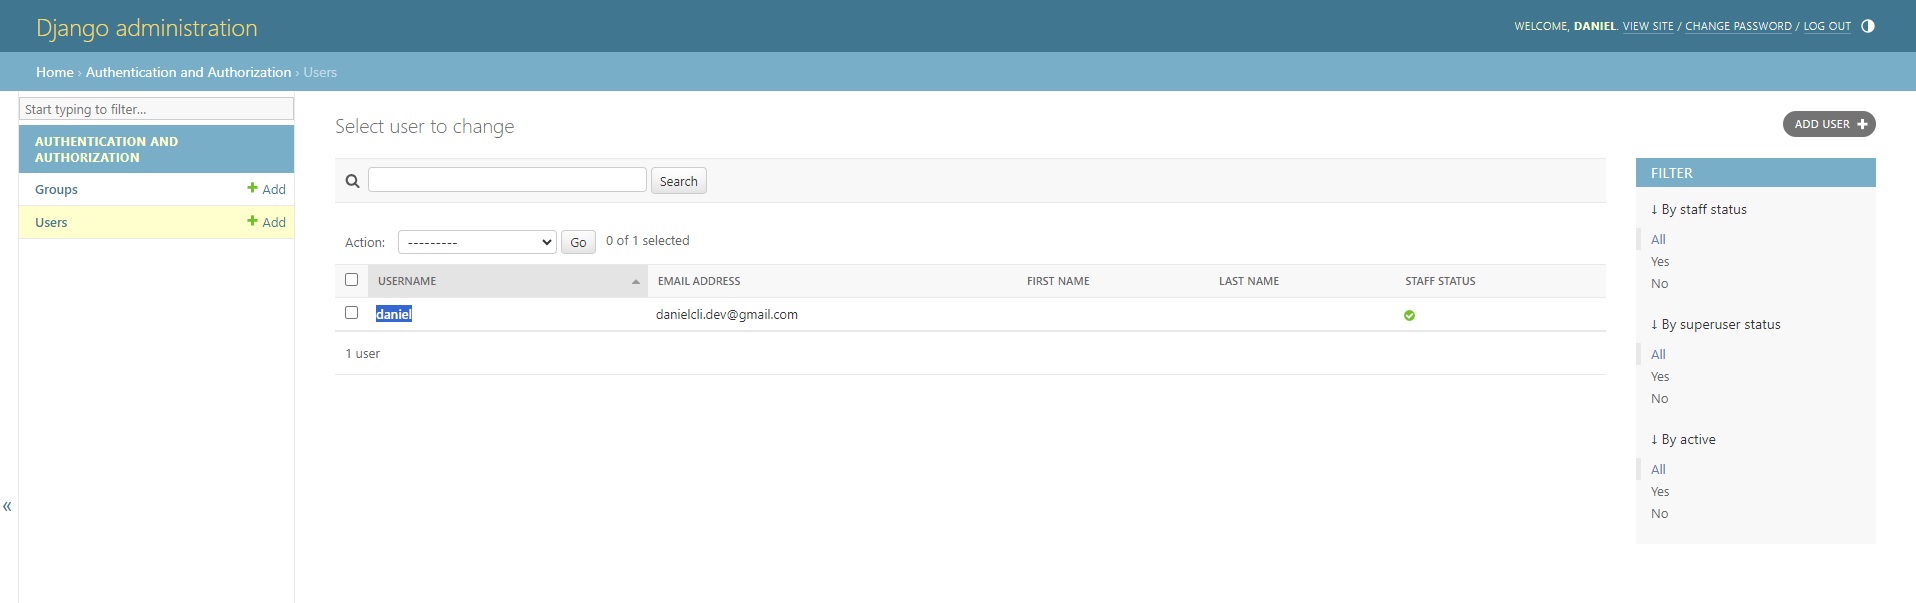 Django administration
WELCOME, DANIEL. VIEW SITE / CHANGE PASSWORD / LOG OUT
Home › Authentication and Authorization › Users
Start typing to filter...
AUTHENTICATION AND
AUTHORIZATION
Groups + Add
Users + Add
«
Select user to change
ADD USER +
Search
Action: --------- Go 0 of 1 selected
USERNAME EMAIL ADDRESS FIRST NAME LAST NAME STAFF STATUS
daniel danielcli.dev@gmail.com
1 user
FILTER
↓ By staff status
All
Yes
No
↓ By superuser status
All
Yes
No
↓ By active
All
Yes
No